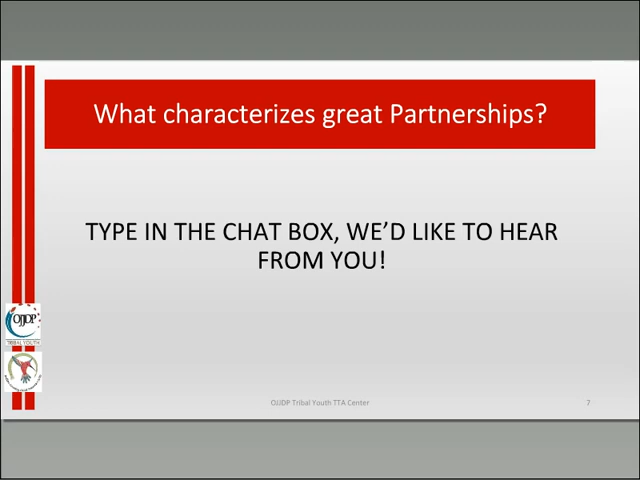 What characterizes great Partnerships?
TYPE IN THE CHAT BOX, WE'D LIKE TO HEAR
FROM YOU!
OJJDP
TRIBAL YOUTH
OJJDP Tribal Youth TTA Center
7